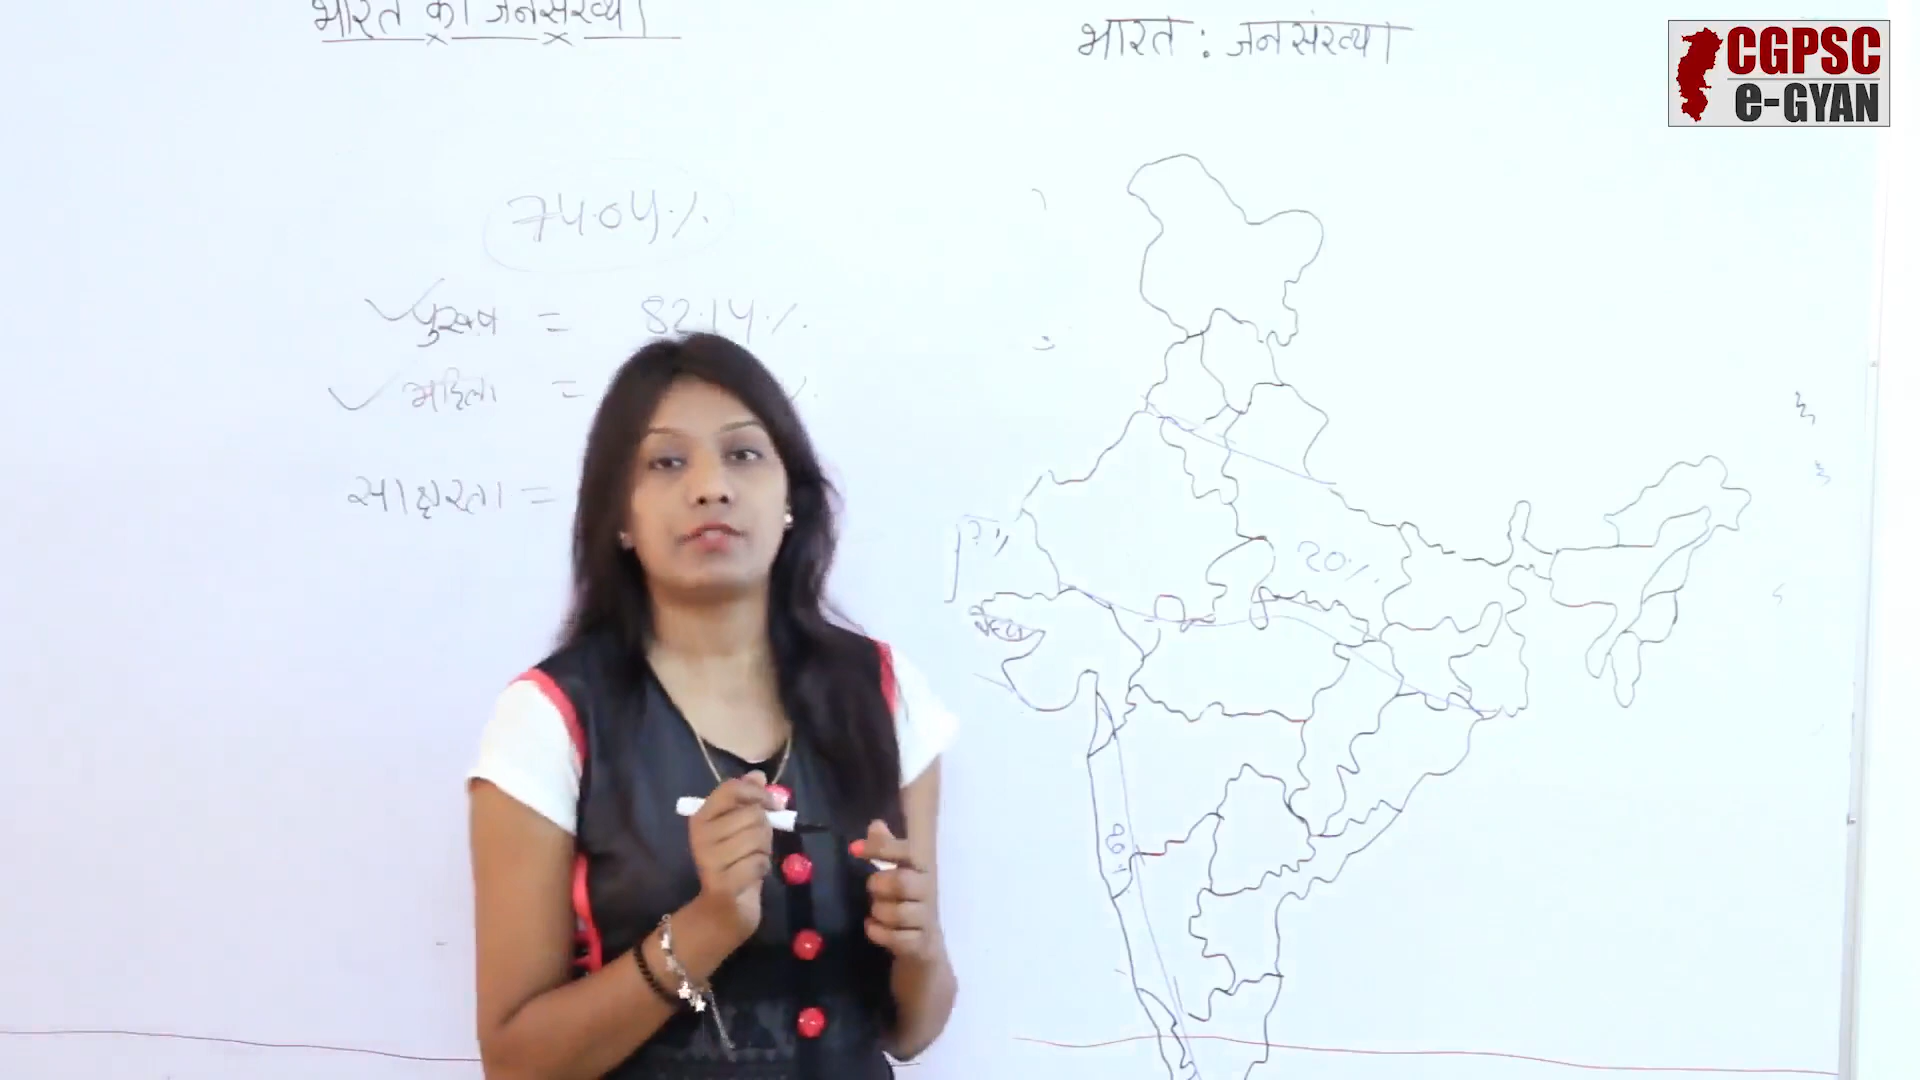 भारत की जनसंख्या
भारत : जनसंख्या
CGPSC
e-GYAN
74.04%
पुरुष = 82.14%
महिला =
साक्षरता =
20%